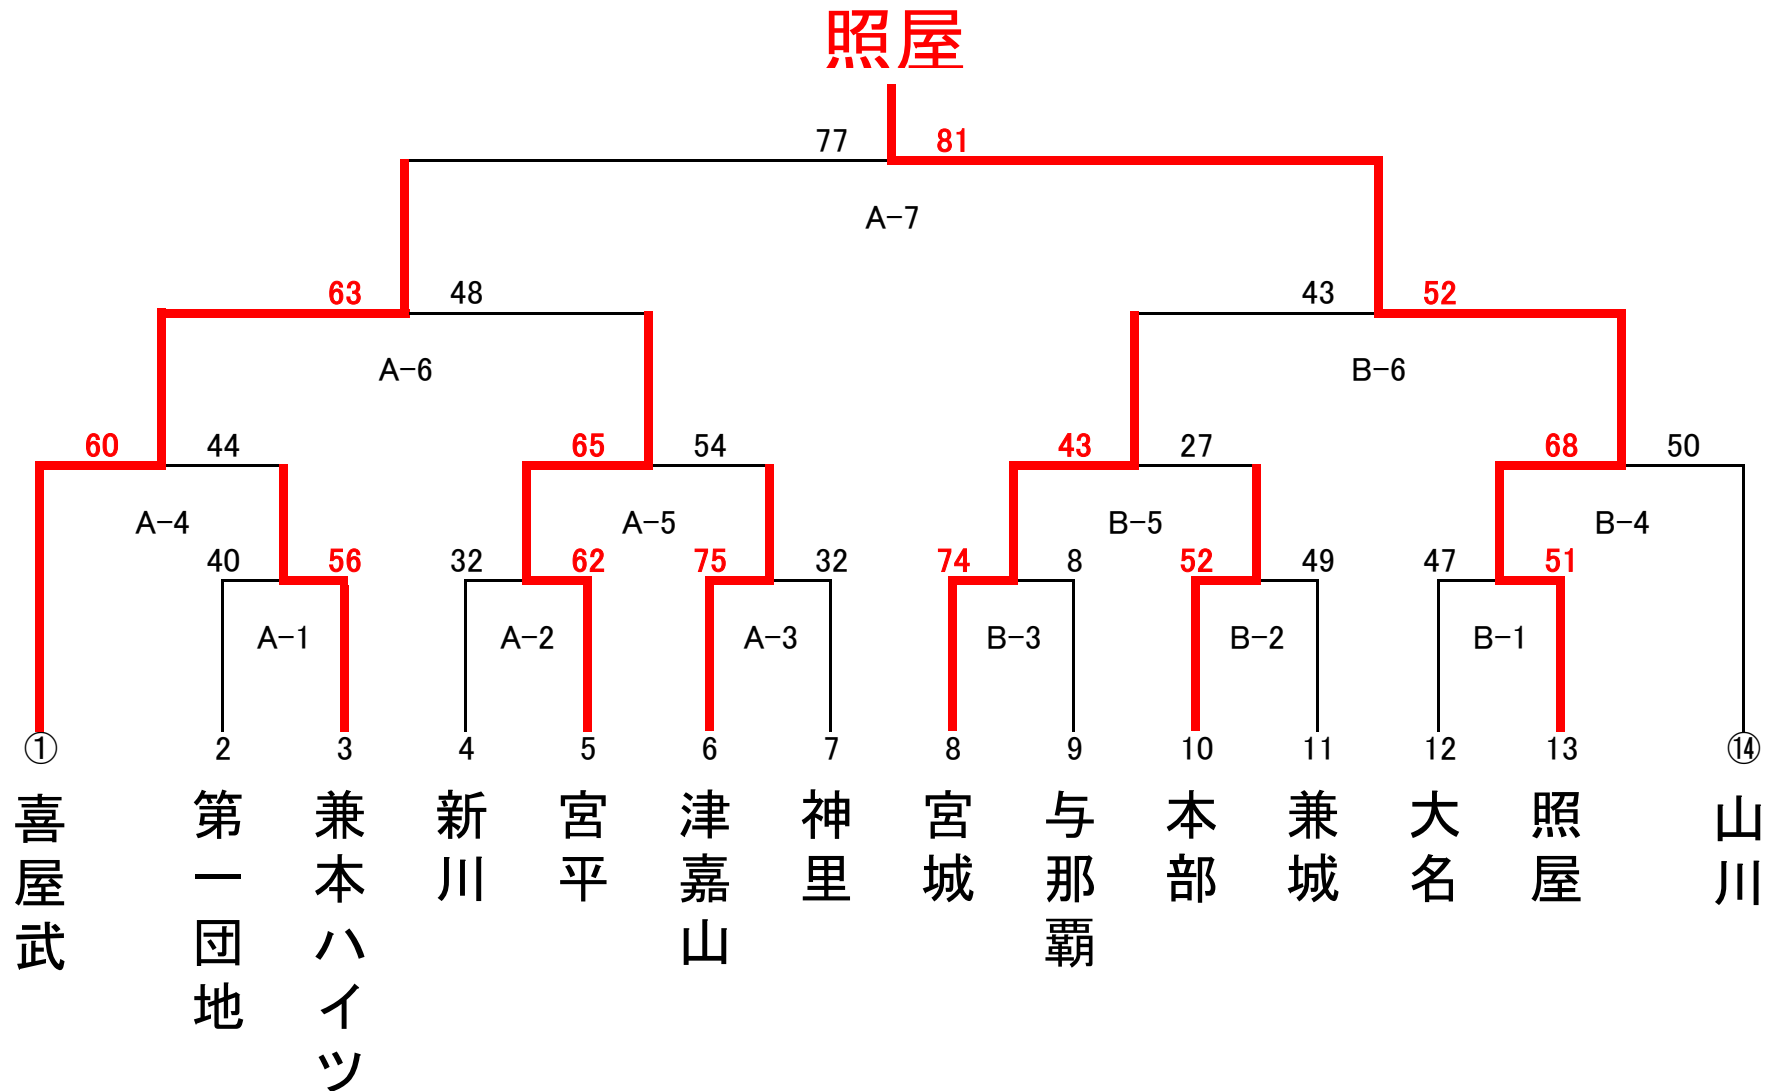 照屋
77 81
A-7
63 48 43 52
A-6 B-6
60 44 65 54 43 27 68 50
A-4 A-5 B-5 B-4
40 56 32 62 75 32 74 8 52 49 47 51
A-1 A-2 A-3 B-3 B-2 B-1
① 2 3 4 5 6 7 8 9 10 11 12 13 ⑭
喜屋武
第一団地
兼本ハイツ
新川
宮平
津嘉山
神里
宮城
与那覇
本部
兼城
大名
照屋
山川